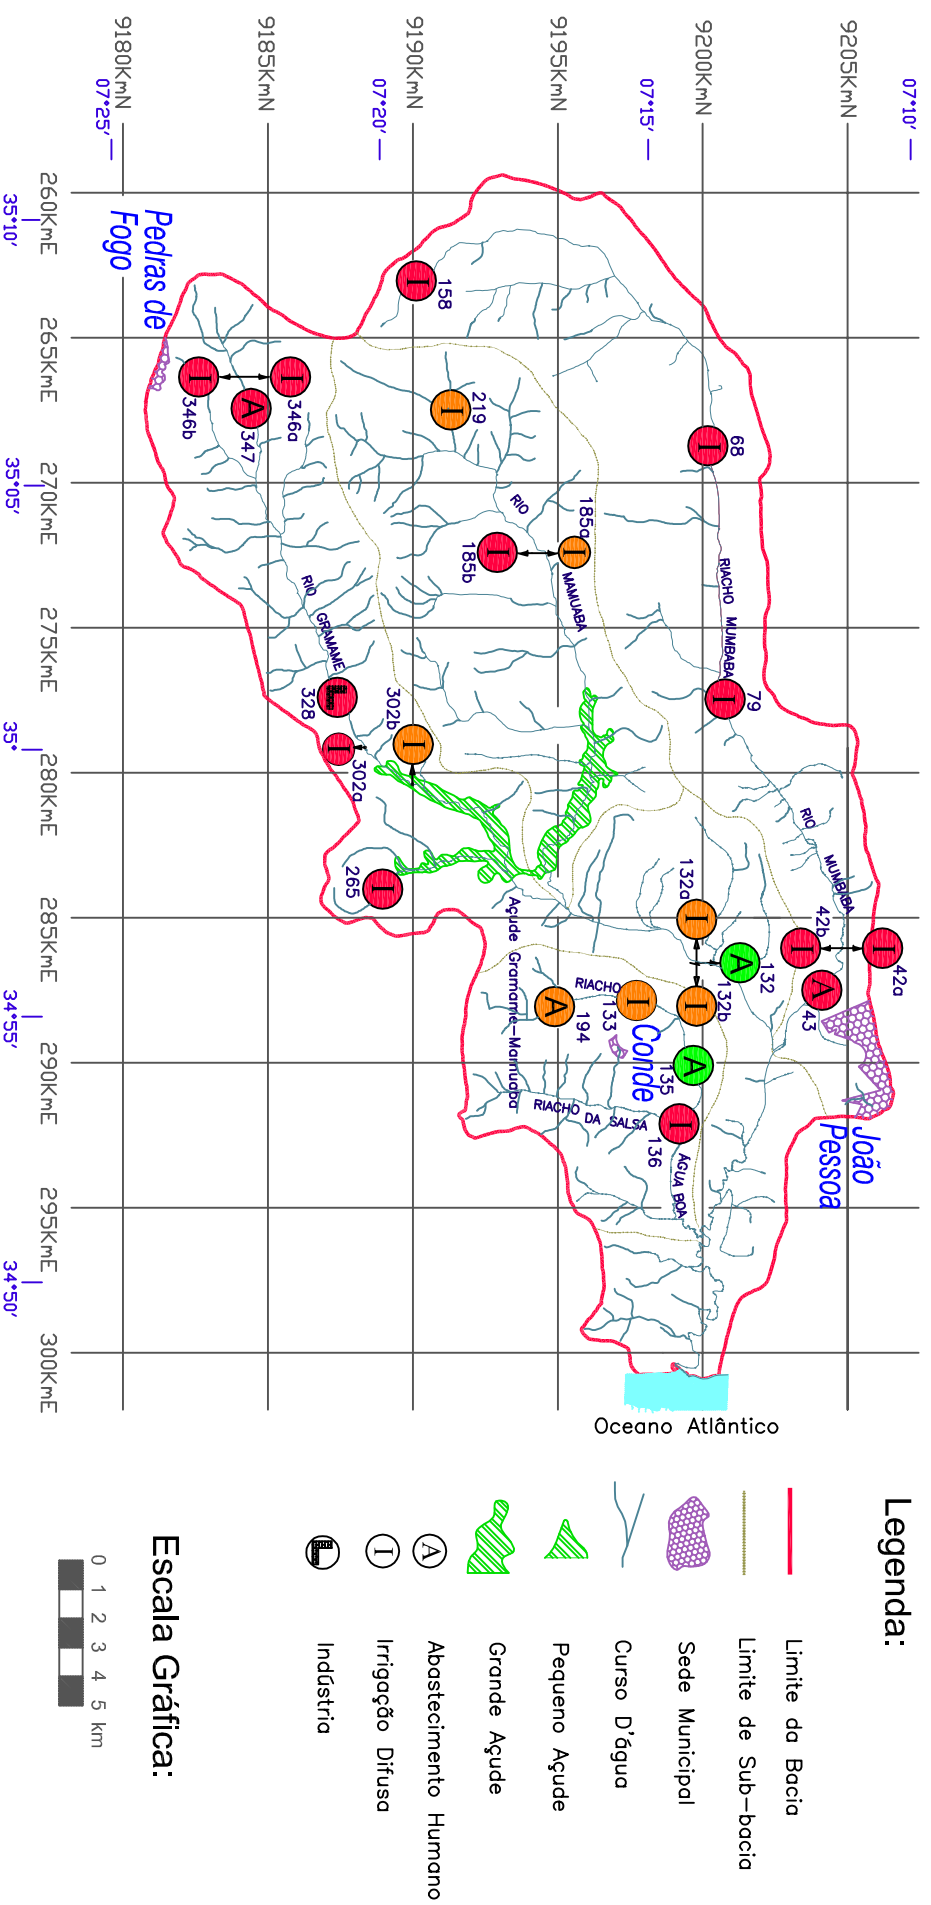 Legenda:
Limite da Bacia
Limite de Sub-bacia
Sede Municipal
Curso D'água
Pequeno Açude
Grande Açude
A
Abastecimento Humano
I
Irrigação Difusa
Indústria
Escala Gráfica:
0 1 2 3 4 5 km
07°10'
9205KmN
9200KmN
07°15'
9195KmN
9190KmN
07°20'
9185KmN
9180KmN
07°25'
260KmE
265KmE
270KmE
275KmE
280KmE
285KmE
290KmE
295KmE
300KmE
35°10'
35°05'
35°
34°55'
34°50'
Pedras de
Fogo
João
Pessoa
Conde
Oceano Atlântico
RIACHO MUMBABA
RIO MUMBABA
RIO MAMUABA
RIO GRAMAME
Açude Gramame-Mamuaba
RIACHO
RIACHO DA SALSA
ÁGUA BOA
I 158
I 68
I 219
I 346a
I 346b
A 347
I 185a
I 185b
I 79
L 328
I 302a
I 302b
I 265
I 42a
I 42b
A 43
I 132a
A 132
I 132b
I 133
A 194
A 135
I 136